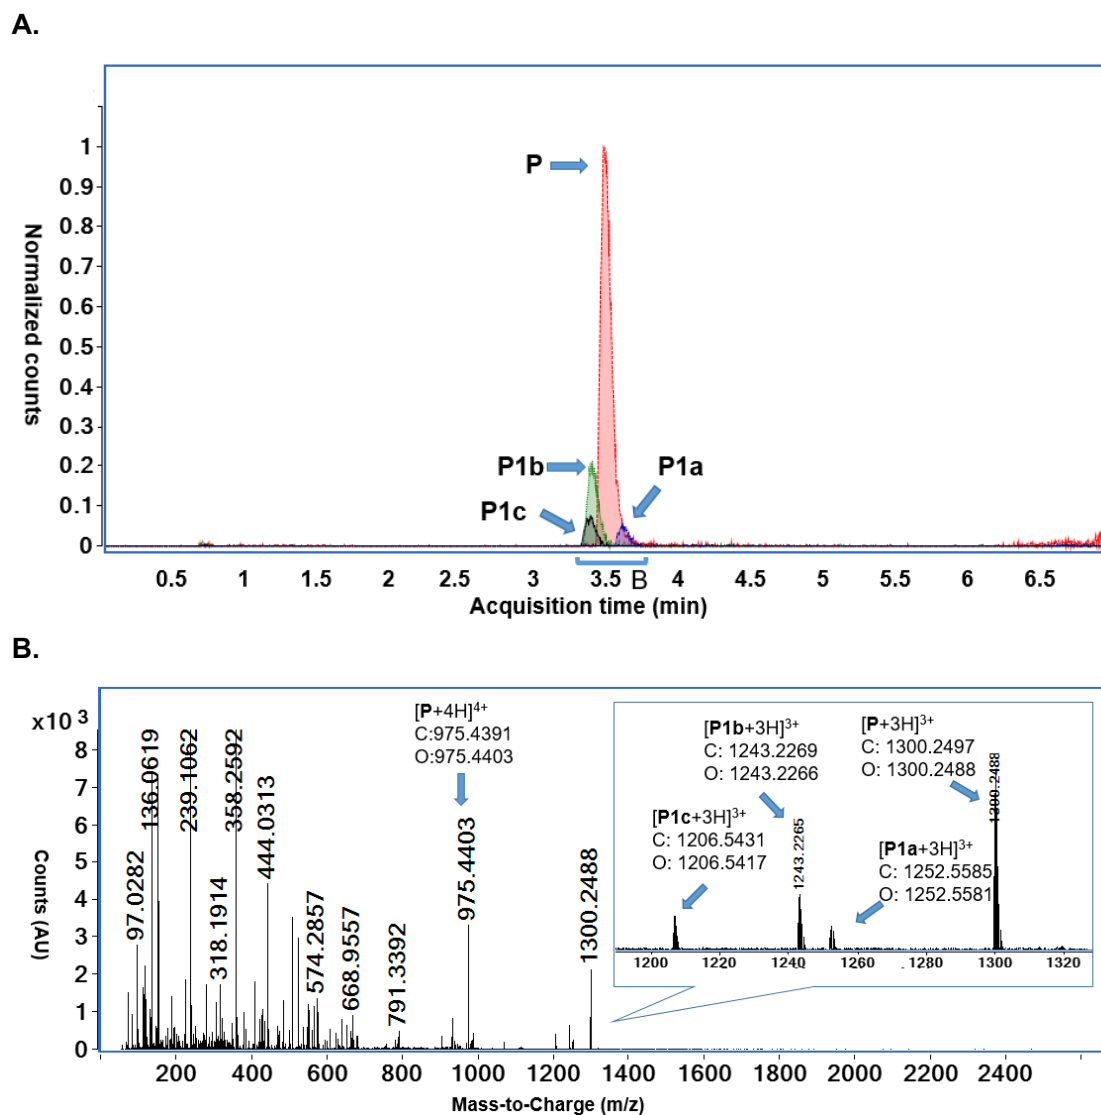 A.
Normalized counts
1
0.9
0.8
0.7
0.6
0.5
0.4
0.3
0.2
0.1
0
P
P1b
P1a
P1c
0.5 1 1.5 2 2.5 3 3.5 4 4.5 5 5.5 6 6.5
B
Acquisition time (min)
B.
x10 3
Counts (AU)
8
7
6
5
4
3
2
1
0
97.0282
136.0619
239.1062
318.1914
358.2592
444.0313
574.2857
668.9557
791.3392
975.4403
1300.2488
[P+4H]4+
C:975.4391
O:975.4403
[P1b+3H]3+
C: 1243.2269
O: 1243.2266
[P+3H]3+
C: 1300.2497
O: 1300.2488
[P1c+3H]3+
C: 1206.5431
O: 1206.5417
[P1a+3H]3+
C: 1252.5585
O: 1252.5581
1243.2265
1300.2488
1200 1220 1240 1260 1280 1300 1320
200 400 600 800 1000 1200 1400 1600 1800 2000 2200 2400
Mass-to-Charge (m/z)